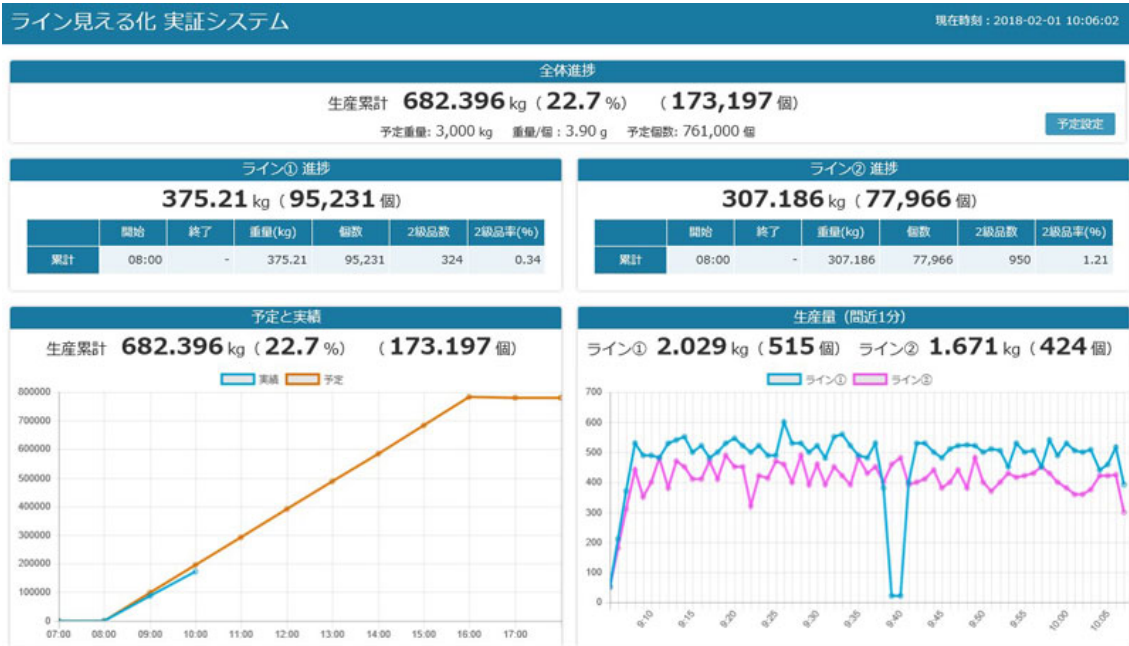 ライン見える化 実証システム
現在時刻：2018-02-01 10:06:02
全体進捗
生産累計 682.396 kg ( 22.7 %) ( 173,197 個)
予定重量: 3,000 kg 重量/個 : 3.90 g 予定個数: 761,000 個
予定設定
ライン① 進捗
375.21 kg ( 95,231 個)
開始 終了 重量(kg) 個数 2級品数 2級品率(%)
累計 08:00 - 375.21 95,231 324 0.34
ライン② 進捗
307.186 kg ( 77,966 個)
開始 終了 重量(kg) 個数 2級品数 2級品率(%)
累計 08:00 - 307.186 77,966 950 1.21
予定と実績
生産累計 682.396 kg ( 22.7 %) ( 173.197 個)
実績 予定
800000
700000
600000
500000
400000
300000
200000
100000
0
07:00 08:00 09:00 10:00 11:00 12:00 13:00 14:00 15:00 16:00 17:00
生産量（間近1分）
ライン① 2.029 kg ( 515 個) ライン② 1.671 kg ( 424 個)
ライン① ライン②
700
600
500
400
300
200
100
0
9:10 9:15 9:20 9:25 9:30 9:35 9:40 9:45 9:50 9:55 10:00 10:05